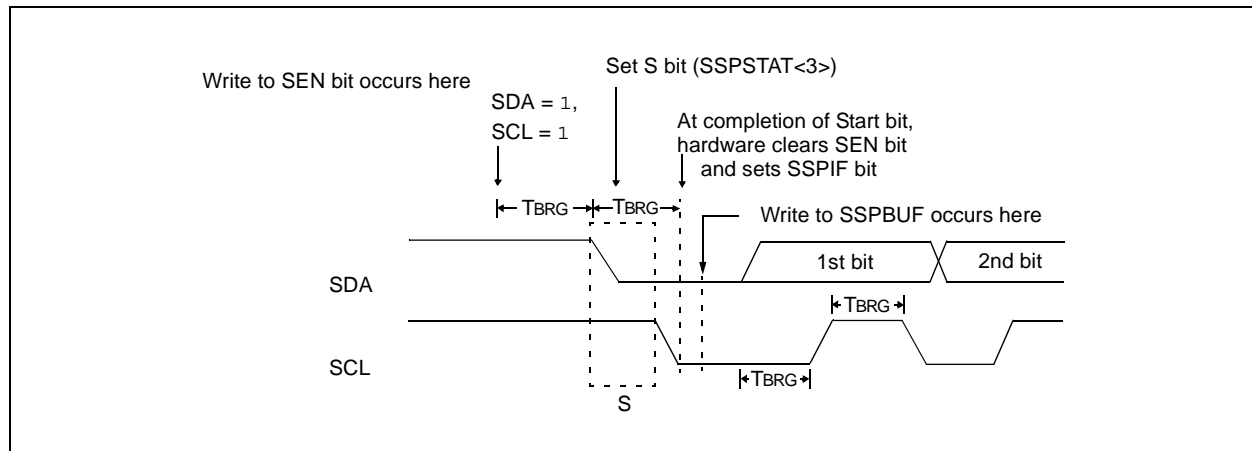 Set S bit (SSPSTAT<3>)
Write to SEN bit occurs here
SDA = 1,
SCL = 1
At completion of Start bit,
hardware clears SEN bit
and sets SSPIF bit
TBRG
TBRG
Write to SSPBUF occurs here
1st bit
2nd bit
SDA
TBRG
SCL
TBRG
S